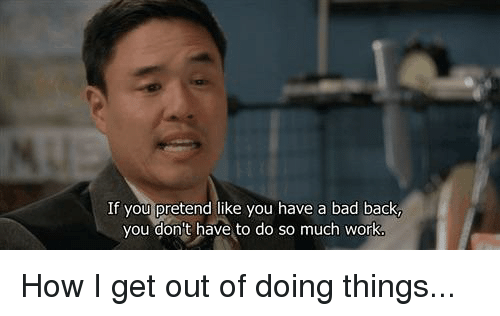 If you pretend like you have a bad back,
you don't have to do so much work.
How I get out of doing things...